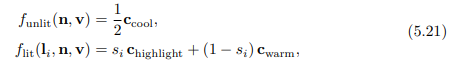 f_unlit(n, v) = 1/2 c_cool,
f_lit(l_i, n, v) = s_i c_highlight + (1 − s_i) c_warm,
(5.21)